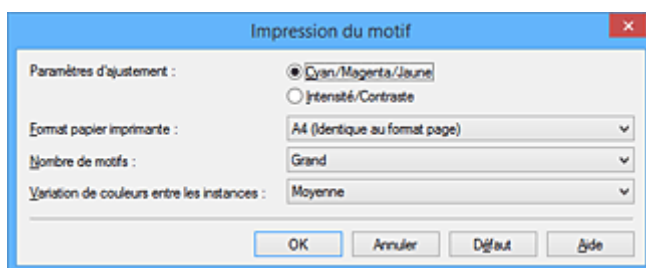 Impression du motif
Paramètres d'ajustement :
Cyan/Magenta/Jaune
Intensité/Contraste
Format papier imprimante :
A4 (Identique au format page)
Nombre de motifs :
Grand
Variation de couleurs entre les instances :
Moyenne
OK Annuler Défaut Aide